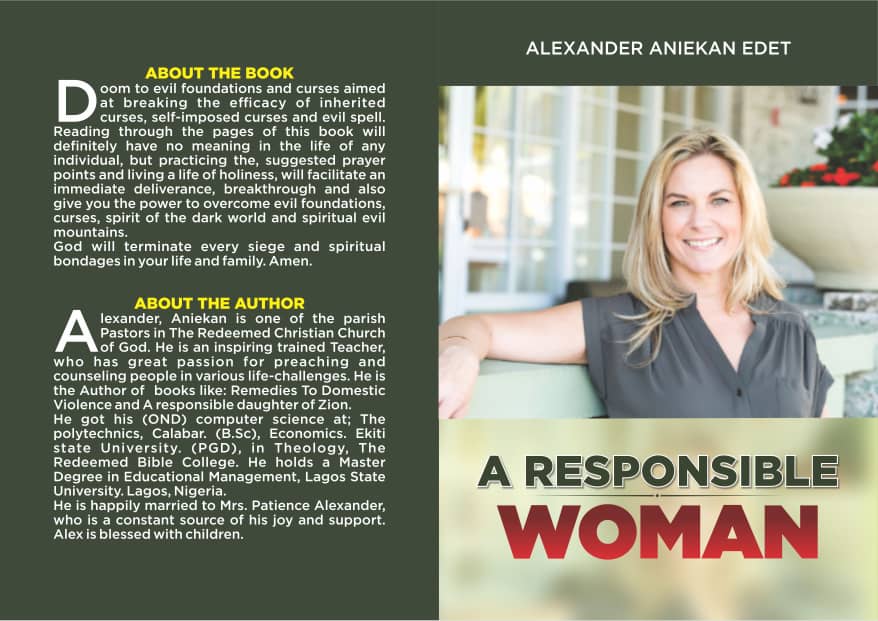 ABOUT THE BOOK
Doom to evil foundations and curses aimed
at breaking the efficacy of inherited
curses, self-imposed curses and evil spell.
Reading through the pages of this book will
definitely have no meaning in the life of any
individual, but practicing the, suggested prayer
points and living a life of holiness, will facilitate an
immediate deliverance, breakthrough and also
give you the power to overcome evil foundations,
curses, spirit of the dark world and spiritual evil
mountains.
God will terminate every siege and spiritual
bondages in your life and family. Amen.
ABOUT THE AUTHOR
Alexander, Aniekan is one of the parish
Pastors in The Redeemed Christian Church
of God. He is an inspiring trained Teacher,
who has great passion for preaching and
counseling people in various life-challenges. He is
the Author of books like: Remedies To Domestic
Violence and A responsible daughter of Zion.
He got his (OND) computer science at; The
polytechnics, Calabar. (B.Sc), Economics. Ekiti
state University. (PGD), in Theology, The
Redeemed Bible College. He holds a Master
Degree in Educational Management, Lagos State
University. Lagos, Nigeria.
He is happily married to Mrs. Patience Alexander,
who is a constant source of his joy and support.
Alex is blessed with children.
ALEXANDER ANIEKAN EDET
A RESPONSIBLE
WOMAN